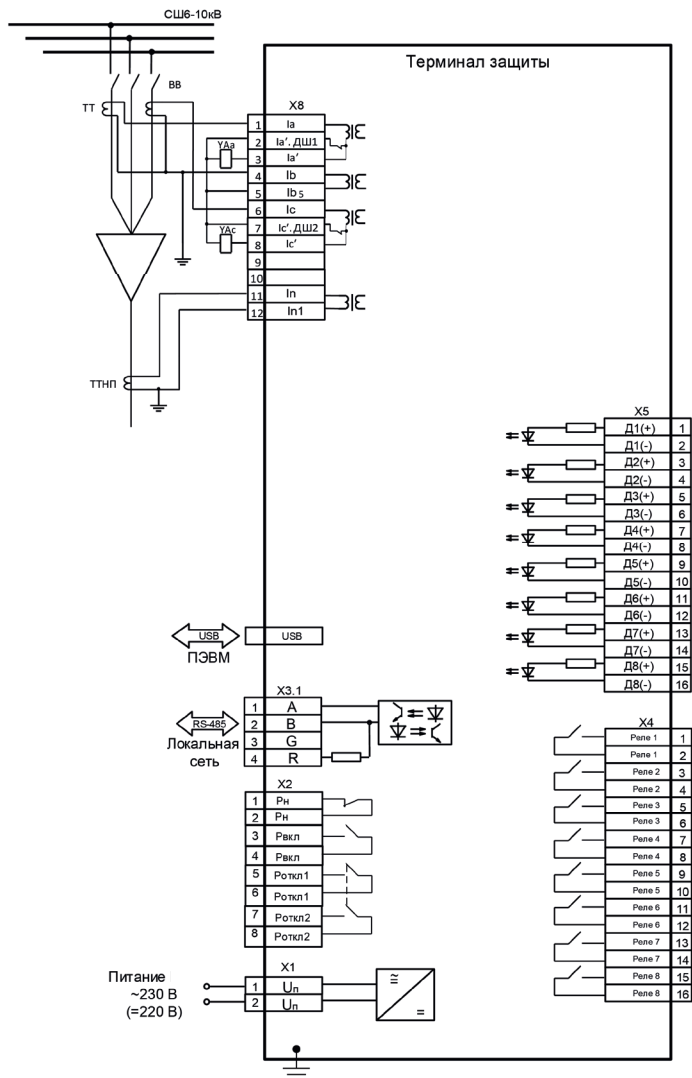 СШ6-10кВ
Терминал защиты
ТТ
ВВ
X8
1 Ia
YAa
2 Ia'. ДШ1
3 Ia'
4 Ib
5 Ib5
6 Ic
7 Ic'. ДШ2
YAc
8 Ic'
9
10
11 In
12 In1
ТТНП
X5
Д1(+) 1
Д1(-) 2
Д2(+) 3
Д2(-) 4
Д3(+) 5
Д3(-) 6
Д4(+) 7
Д4(-) 8
Д5(+) 9
Д5(-) 10
Д6(+) 11
Д6(-) 12
Д7(+) 13
Д7(-) 14
Д8(+) 15
Д8(-) 16
USB
USB
ПЭВМ
X3.1
1 A
2 B
3 G
4 R
RS-485
Локальная
сеть
X4
Реле 1 1
Реле 1 2
Реле 2 3
Реле 2 4
Реле 3 5
Реле 3 6
Реле 4 7
Реле 4 8
Реле 5 9
Реле 5 10
Реле 6 11
Реле 6 12
Реле 7 13
Реле 7 14
Реле 8 15
Реле 8 16
X2
1 Рн
2 Рн
3 Рвкл
4 Рвкл
5 Роткл1
6 Роткл1
7 Роткл2
8 Роткл2
X1
1 Uп
2 Uп
Питание
~230 В
(=220 В)